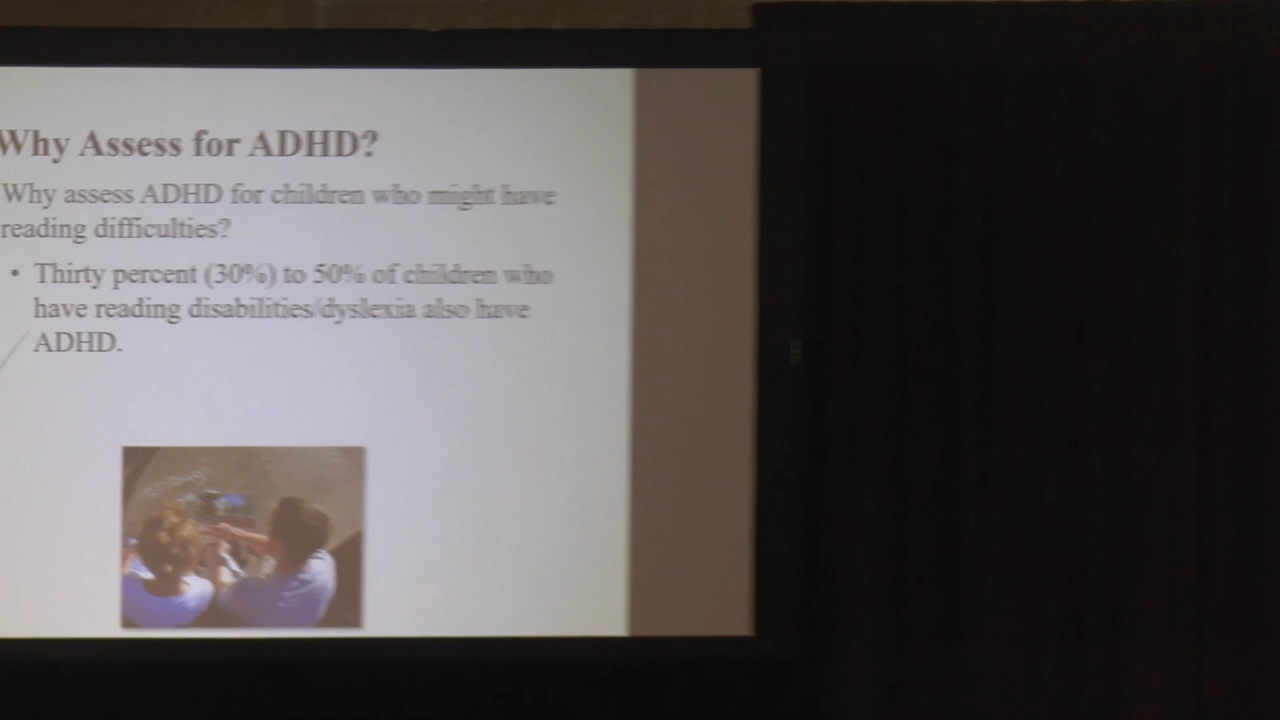 Why Assess for ADHD?
Why assess ADHD for children who might have
reading difficulties?
• Thirty percent (30%) to 50% of children who
have reading disabilities/dyslexia also have
ADHD.